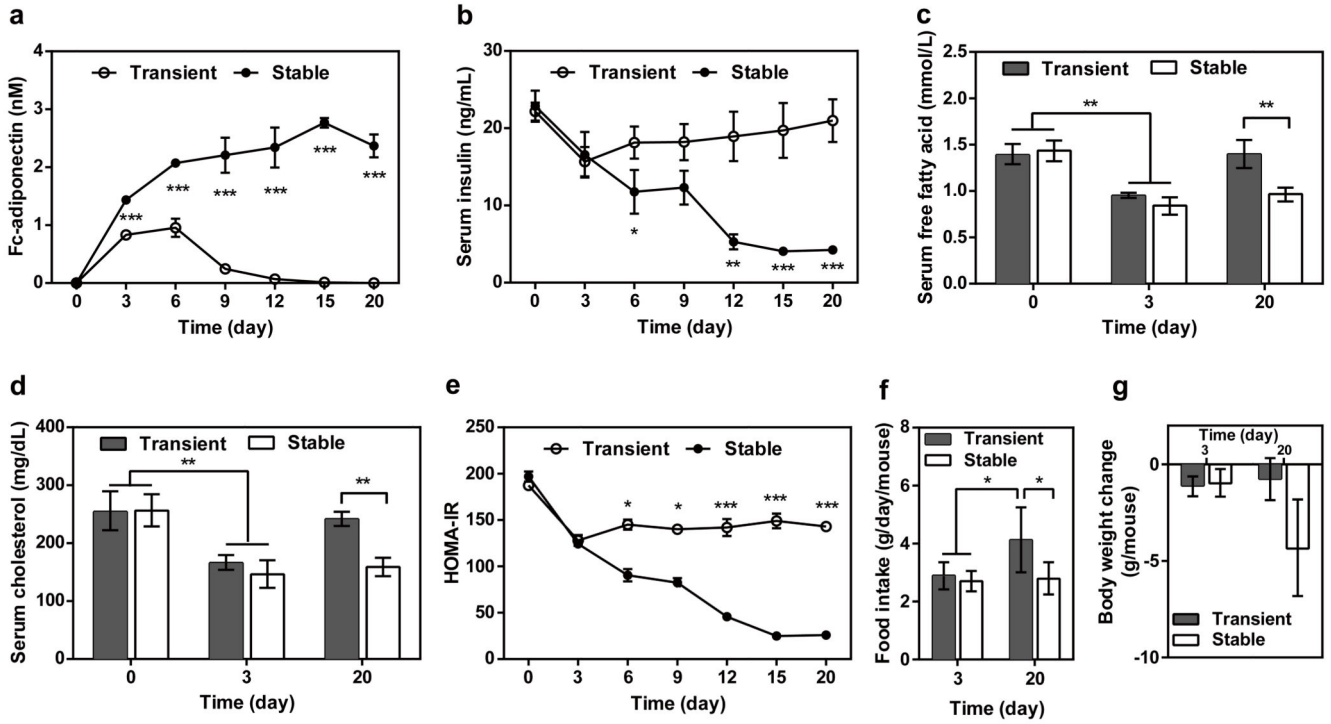 a
Fc-adiponectin (nM)
4
3
2
1
0
Transient
Stable
***
***
***
***
***
***
0 3 6 9 12 15 20
Time (day)
b
Serum insulin (ng/mL)
30
20
10
0
Transient
Stable
*
**
***
***
0 3 6 9 12 15 20
Time (day)
c
Serum free fatty acid (mmol/L)
2.5
2.0
1.5
1.0
0.5
0.0
Transient
Stable
**
**
0 3 20
Time (day)
d
Serum cholesterol (mg/dL)
400
300
200
100
0
Transient
Stable
**
**
0 3 20
Time (day)
e
HOMA-IR
250
200
150
100
50
0
Transient
Stable
*
*
***
***
***
0 3 6 9 12 15 20
Time (day)
f
Food intake (g/day/mouse)
8
6
4
2
0
Transient
Stable
*
*
3 20
Time (day)
g
Body weight change
(g/mouse)
Time (day)
3 20
0
-5
-10
Transient
Stable